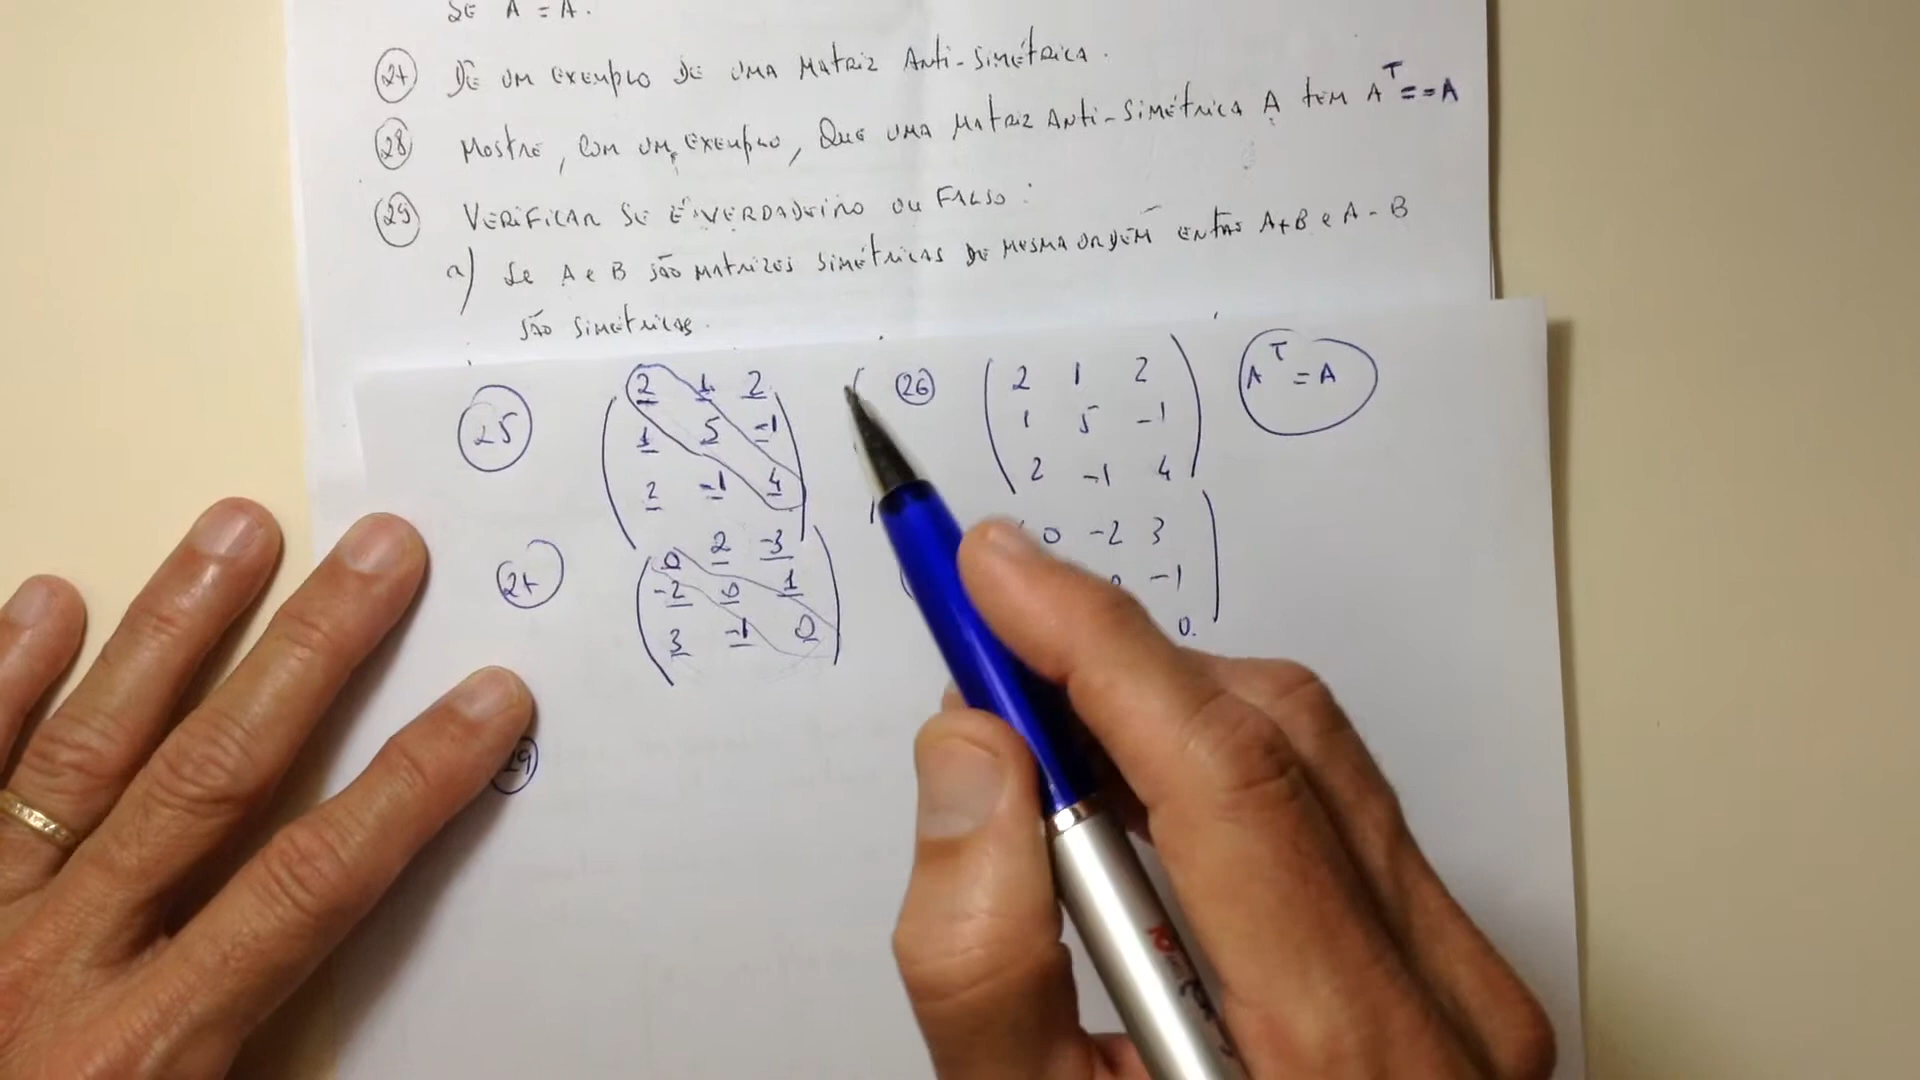 SE A = A.
27 DÊ UM EXEMPLO DE UMA MATRIZ ANTI-SIMÉTRICA.
28 MOSTRE, COM UM EXEMPLO, QUE UMA MATRIZ ANTI-SIMÉTRICA A TEM A^T = -A
29 VERIFICAR SE É VERDADEIRO OU FALSO:
a) SE A e B SÃO MATRIZES SIMÉTRICAS DE MESMA ORDEM ENTÃO A+B e A-B
SÃO SIMÉTRICAS.
25
2 1 2
1 5 -1
2 -1 4
26
2 1 2
1 5 -1
2 -1 4
A^T = A
27
0 2 -3
-2 0 1
3 -1 0
0 -2 3
0 -1
0.
29